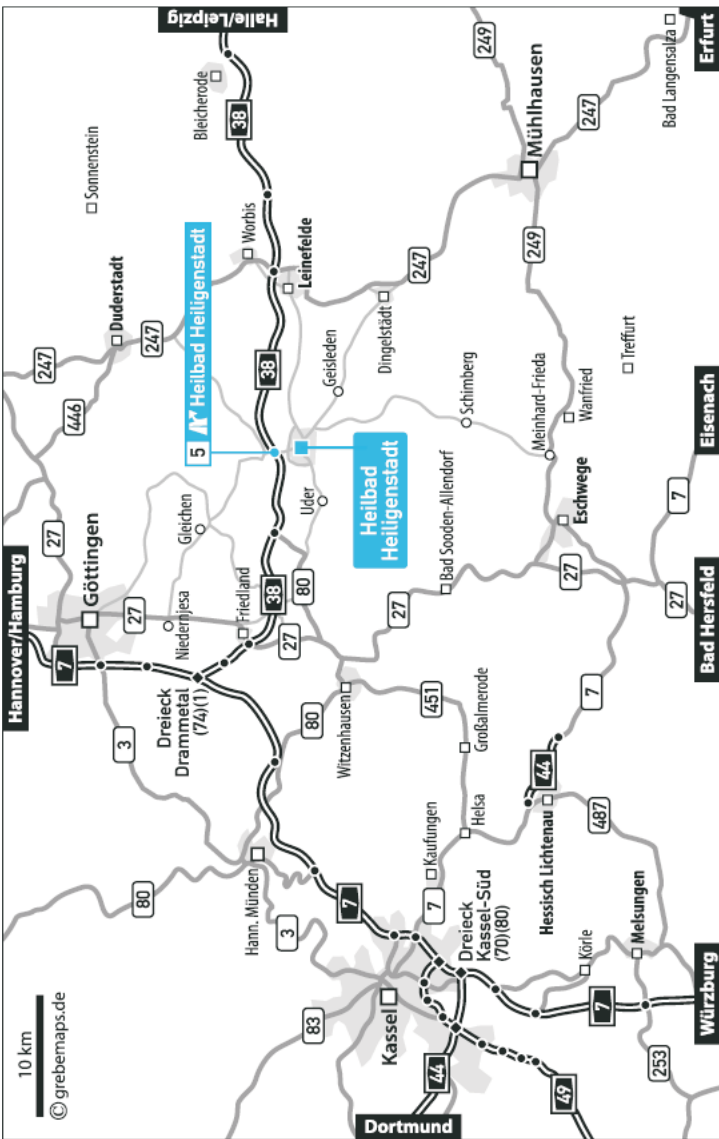 Hannover/Hamburg
Halle/Leipzig
Sonnenstein
Bleicherode
38
Duderstadt
247
247
446
27
Göttingen
7
Worbis
Leinefelde
5 Heilbad Heiligenstadt
38
Gleichen
Niedernjesa
27
Friedland
38
80
27
Dreieck
Drammetal
(74)(1)
3
80
Hann. Münden
3
80
Witzenhausen
Uder
Heilbad
Heiligenstadt
Geisleden
Dingelstädt
247
249
Mühlhausen
247
Bad Langensalza
Erfurt
249
Schimberg
Meinhard-Frieda
Wanfried
Treffurt
Eschwege
Bad Sooden-Allendorf
27
27
7
27
Eisenach
Bad Hersfeld
451
Großalmerode
Helsa
Kaufungen
7
7
44
Hessisch Lichtenau
487
7
Dreieck
Kassel-Süd
(70)(80)
Kassel
83
Körle
Melsungen
7
Würzburg
253
49
44
Dortmund
10 km
© grebemaps.de